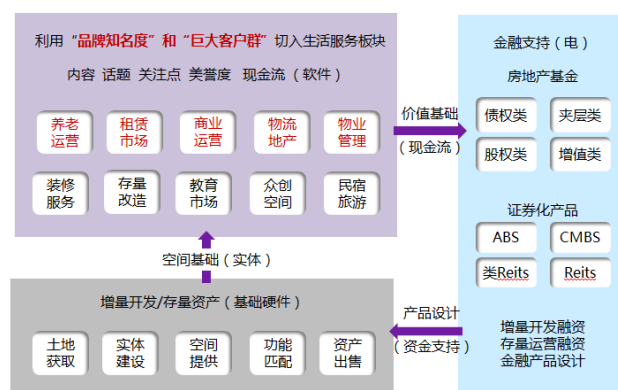 利用“品牌知名度”和“巨大客户群”切入生活服务板块
内容 话题 关注点 美誉度 现金流（软件）
养老
运营
租赁
市场
商业
运营
物流
地产
物业
管理
装修
服务
存量
改造
教育
市场
众创
空间
民宿
旅游
价值基础
（现金流）
金融支持（电）
房地产基金
债权类
夹层类
股权类
增值类
证券化产品
ABS
CMBS
类Reits
Reits
增量开发融资
存量运营融资
金融产品设计
空间基础（实体）
增量开发/存量资产（基础硬件）
土地
获取
实体
建设
空间
提供
功能
匹配
资产
出售
产品设计
（资金支持）